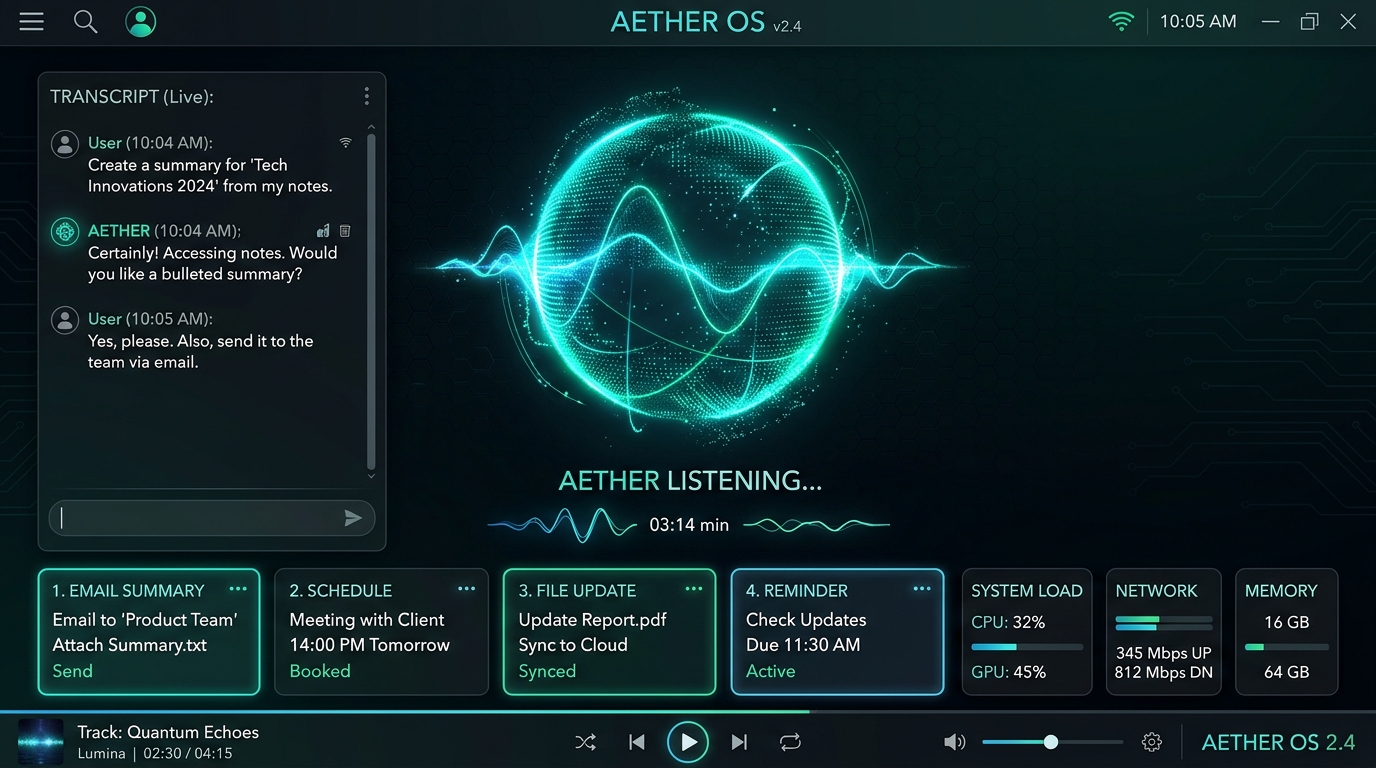 AETHER OS v2.4
10:05 AM
TRANSCRIPT (Live):
User (10:04 AM):
Create a summary for 'Tech
Innovations 2024' from my notes.
AETHER (10:04 AM);
Certainly! Accessing notes. Would
you like a bulleted summary?
User (10:05 AM):
Yes, please. Also, send it to the
team via email.
AETHER LISTENING...
03:14 min
1. EMAIL SUMMARY
Email to 'Product Team'
Attach Summary.txt
Send
2. SCHEDULE
Meeting with Client
14:00 PM Tomorrow
Booked
3. FILE UPDATE
Update Report.pdf
Sync to Cloud
Synced
4. REMINDER
Check Updates
Due 11:30 AM
Active
SYSTEM LOAD
CPU: 32%
GPU: 45%
NETWORK
345 Mbps UP
812 Mbps DN
MEMORY
16 GB
64 GB
Track: Quantum Echoes
Lumina | 02:30 / 04:15
AETHER OS 2.4